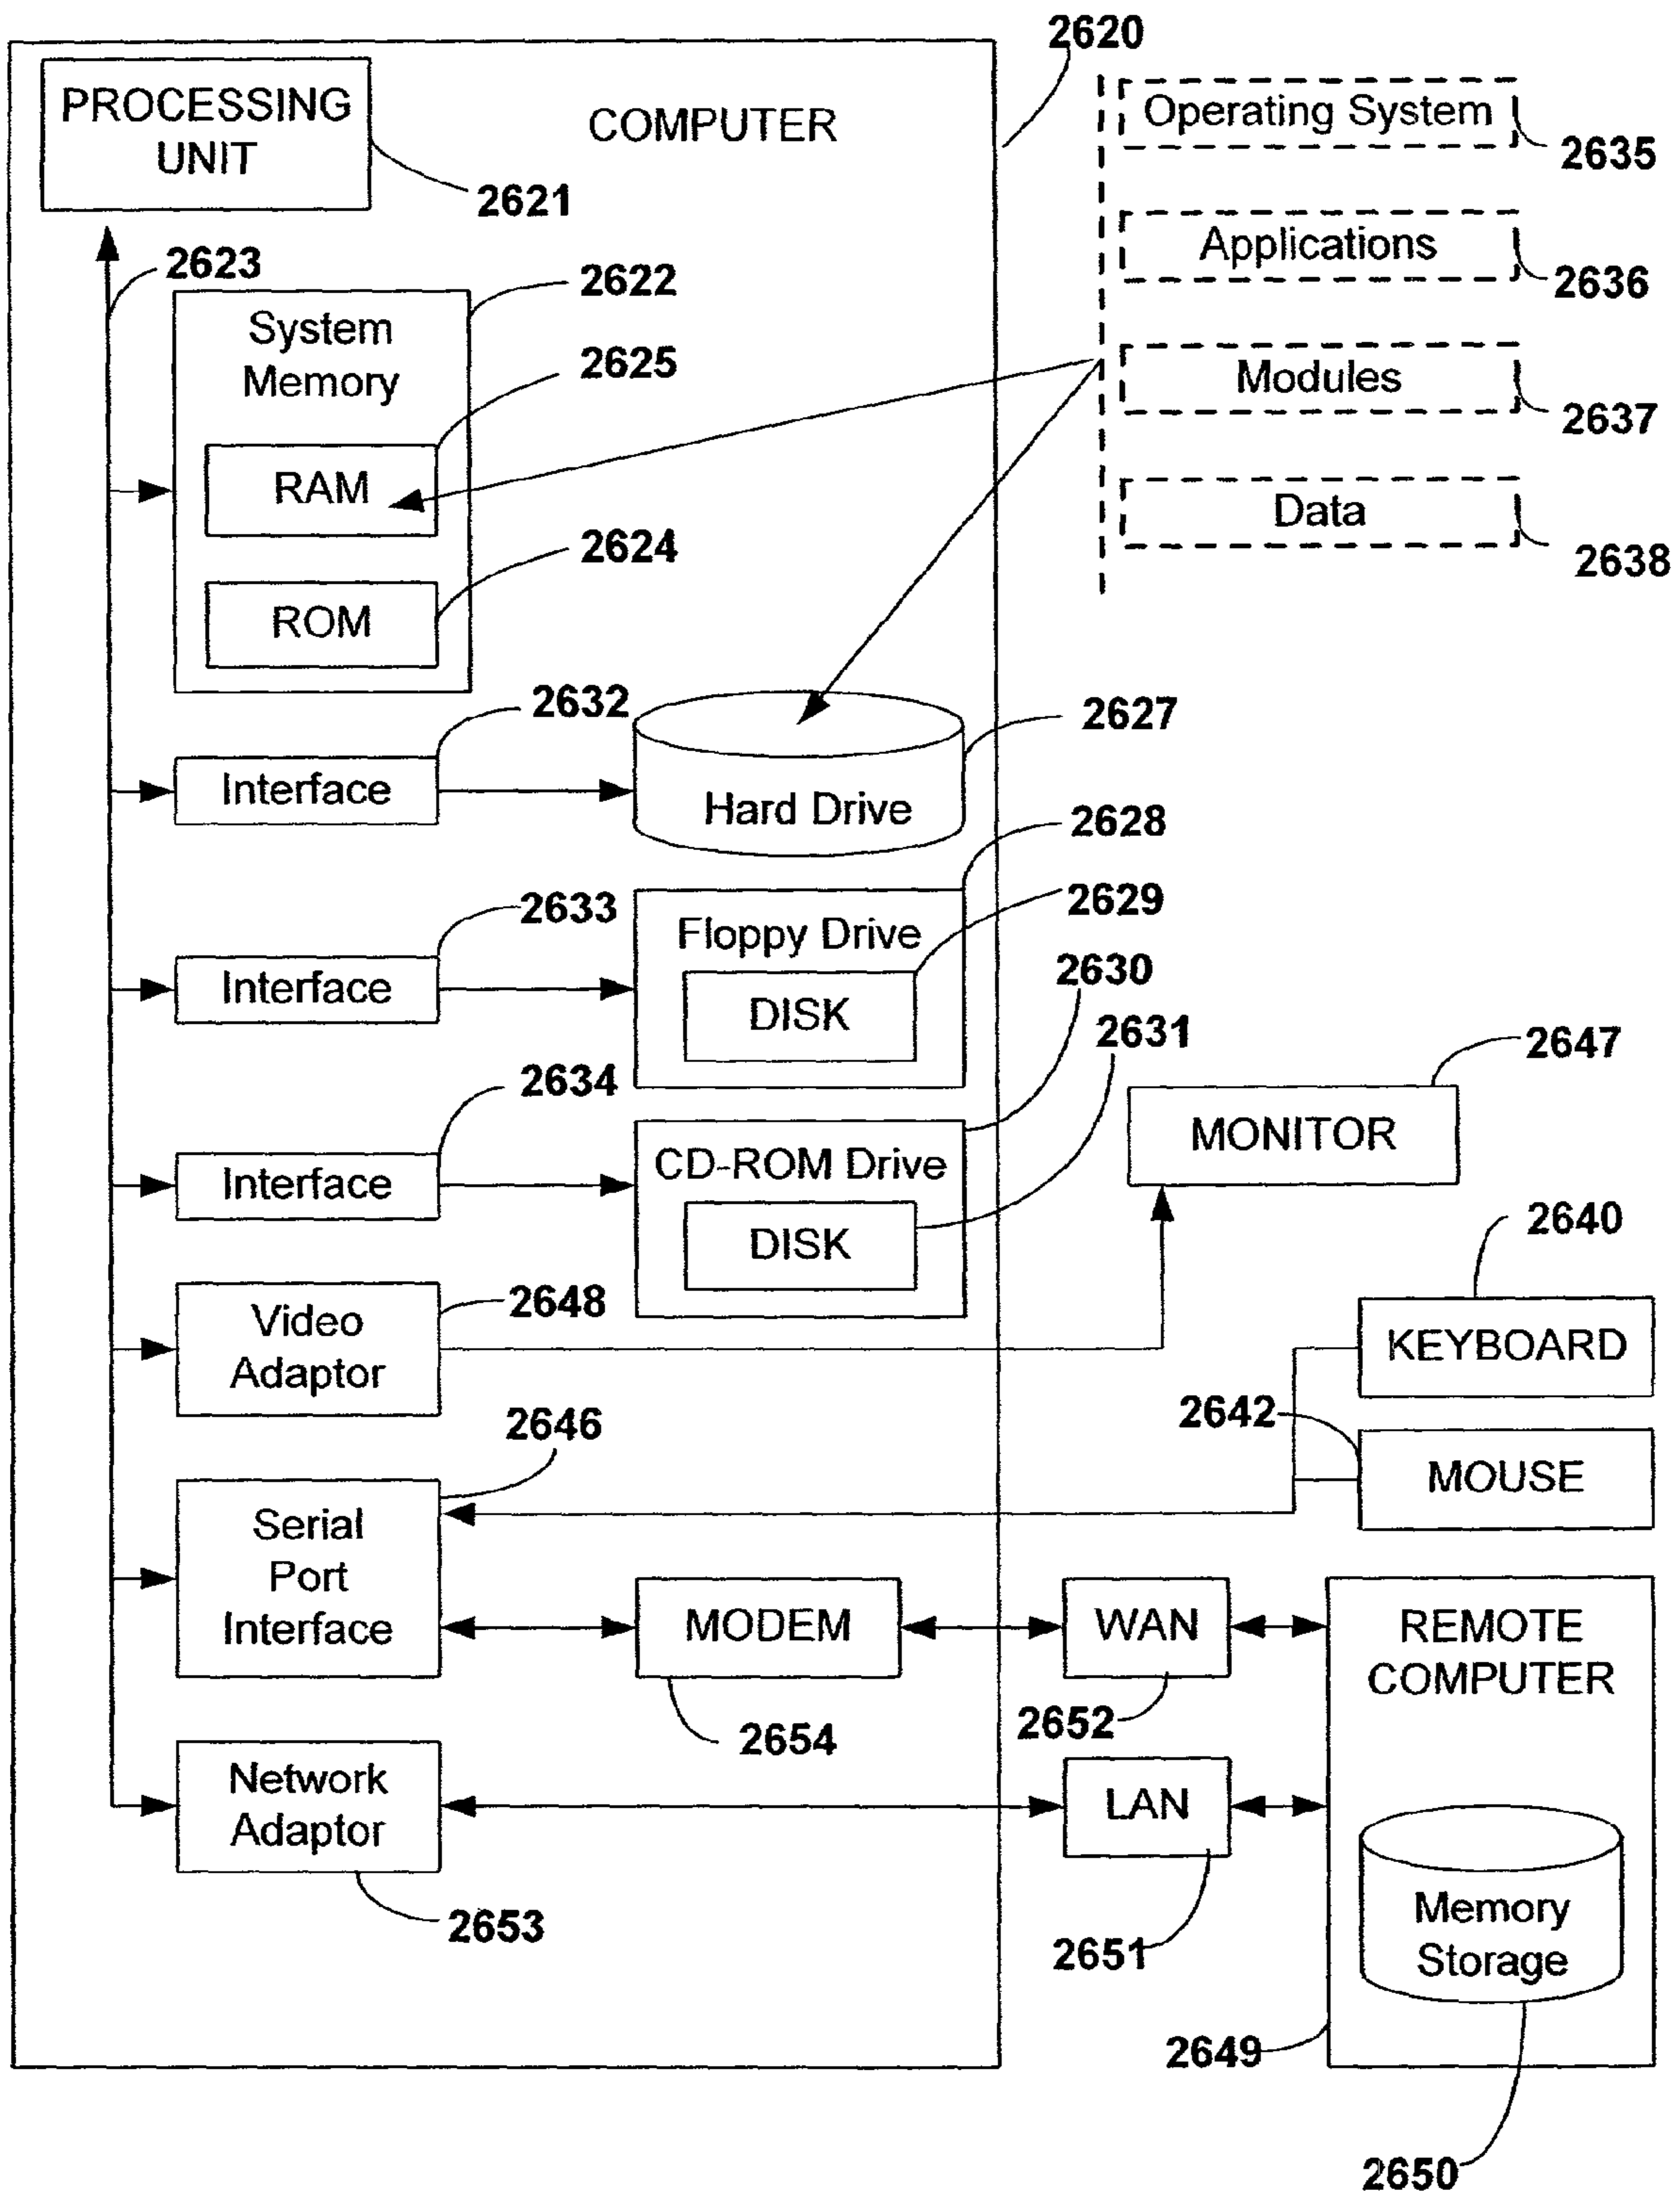 2620
PROCESSING
UNIT
COMPUTER
2621
Operating System
2635
Applications
2636
Modules
2637
Data
2638
2623
2622
System
Memory
2625
RAM
2624
ROM
2632
Interface
2627
Hard Drive
2628
2633
Interface
Floppy Drive
2629
DISK
2630
2631
2634
Interface
CD-ROM Drive
DISK
2647
MONITOR
2640
KEYBOARD
2648
Video
Adaptor
2642
MOUSE
2646
Serial
Port
Interface
MODEM
2654
WAN
2652
REMOTE
COMPUTER
Network
Adaptor
2653
LAN
2651
Memory
Storage
2649
2650